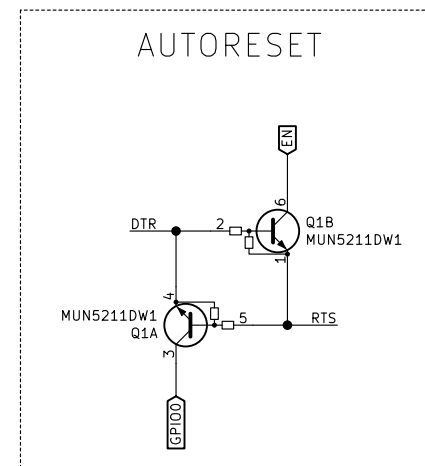 AUTORESET
EN
6
DTR
2
Q1B
MUN5211DW1
1
4
MUN5211DW1
Q1A
5
RTS
3
GPIO0